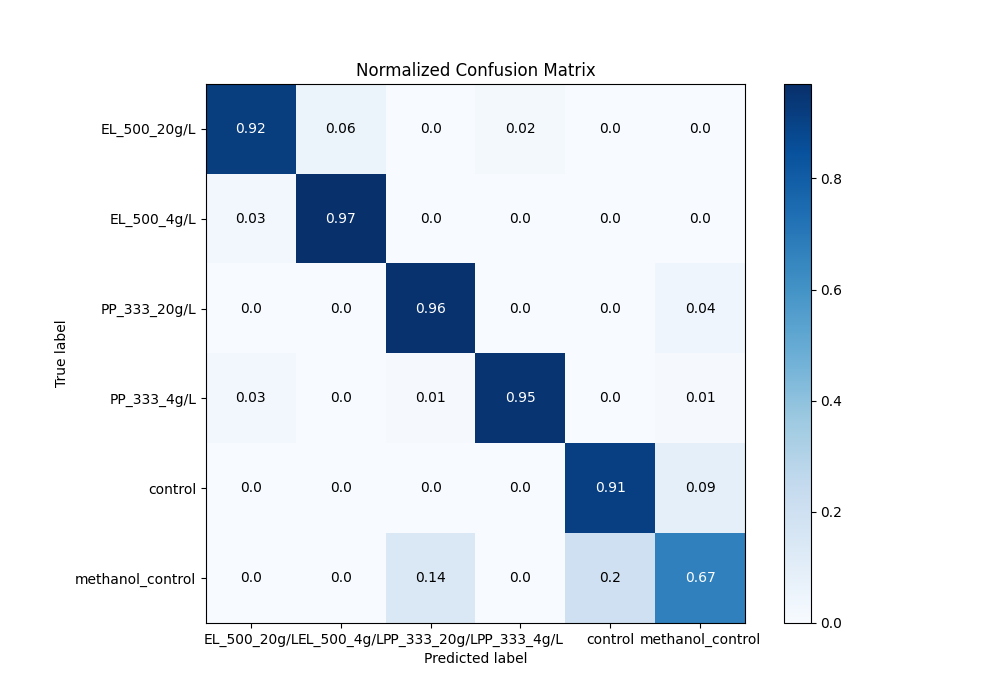 Normalized Confusion Matrix
EL_500_20g/L 0.92 0.06 0.0 0.02 0.0 0.0
0.8
EL_500_4g/L 0.03 0.97 0.0 0.0 0.0 0.0
0.6
PP_333_20g/L 0.0 0.0 0.96 0.0 0.0 0.04
True label
PP_333_4g/L 0.03 0.0 0.01 0.95 0.0 0.01
0.4
control 0.0 0.0 0.0 0.0 0.91 0.09
0.2
methanol_control 0.0 0.0 0.14 0.0 0.2 0.67
0.0
EL_500_20g/L EL_500_4g/L PP_333_20g/L PP_333_4g/L control methanol_control
Predicted label